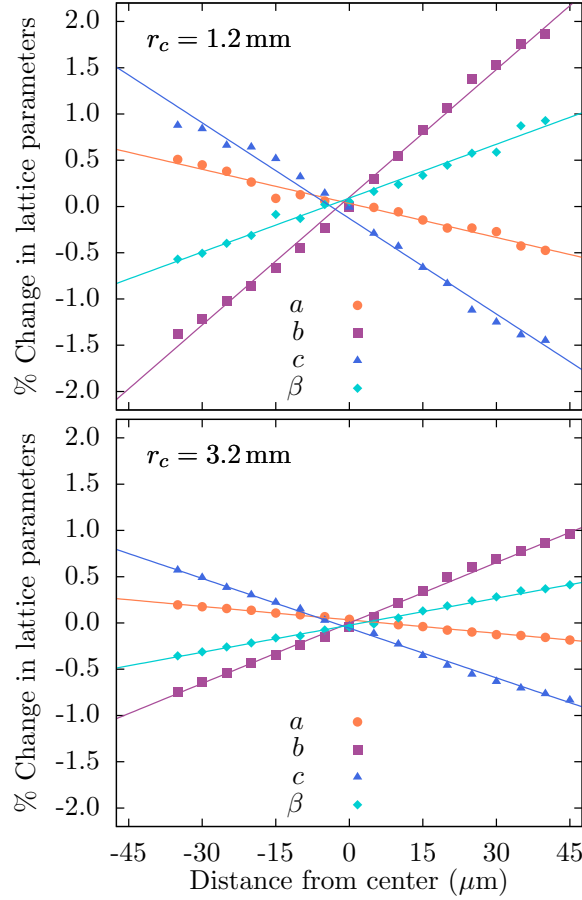 % Change in lattice parameters
r_c = 1.2 mm
2.0
1.5
1.0
0.5
0.0
-0.5
-1.0
-1.5
-2.0
a
b
c
β
% Change in lattice parameters
r_c = 3.2 mm
2.0
1.5
1.0
0.5
0.0
-0.5
-1.0
-1.5
-2.0
a
b
c
β
-45 -30 -15 0 15 30 45
Distance from center (μm)